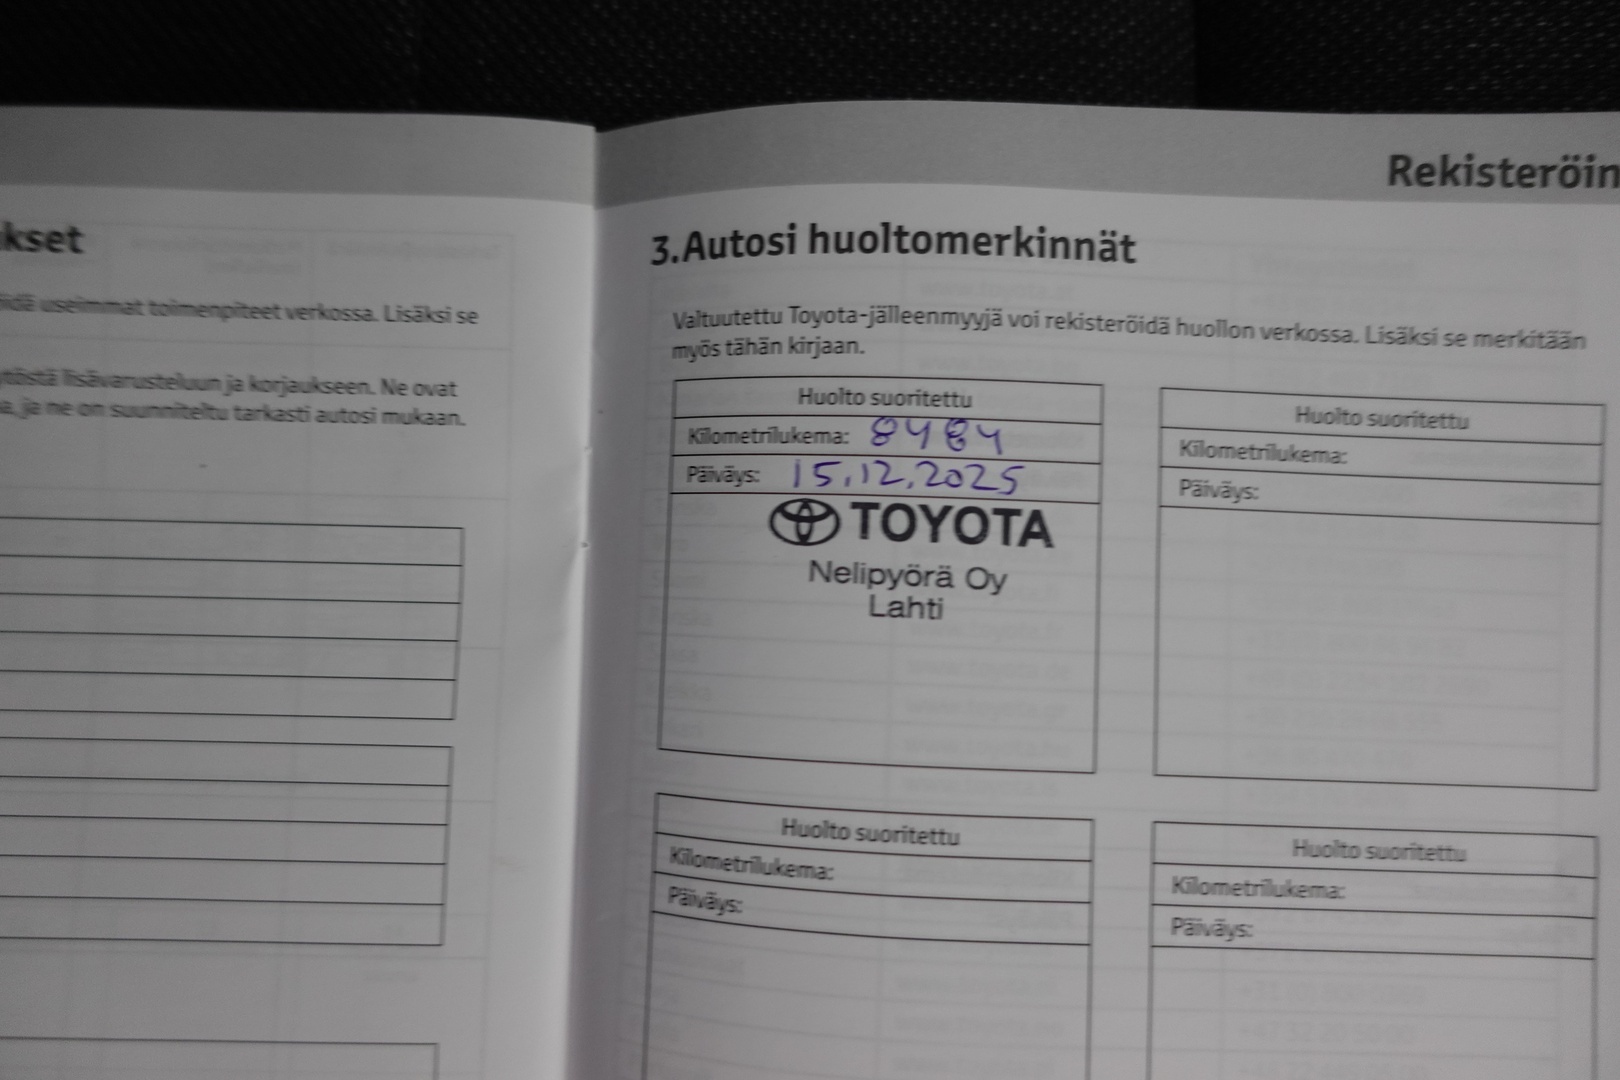 kset
useimmat toimenpiteet verkossa. Lisäksi se
lisävarusteluun ja korjaukseen. Ne ovat
ja ne on suunniteltu tarkasti autosi mukaan.
Rekisteröin
3. Autosi huoltomerkinnät
Valtuutettu Toyota-jälleenmyyjä voi rekisteröidä huollon verkossa. Lisäksi se merkitään
myös tähän kirjaan.
Huolto suoritettu
Kilometrilukema: 8484
Päiväys: 15.12.2025
TOYOTA
Nelipyörä Oy
Lahti
Huolto suoritettu
Kilometrilukema:
Päiväys:
Huolto suoritettu
Kilometrilukema:
Päiväys:
Huolto suoritettu
Kilometrilukema:
Päiväys: